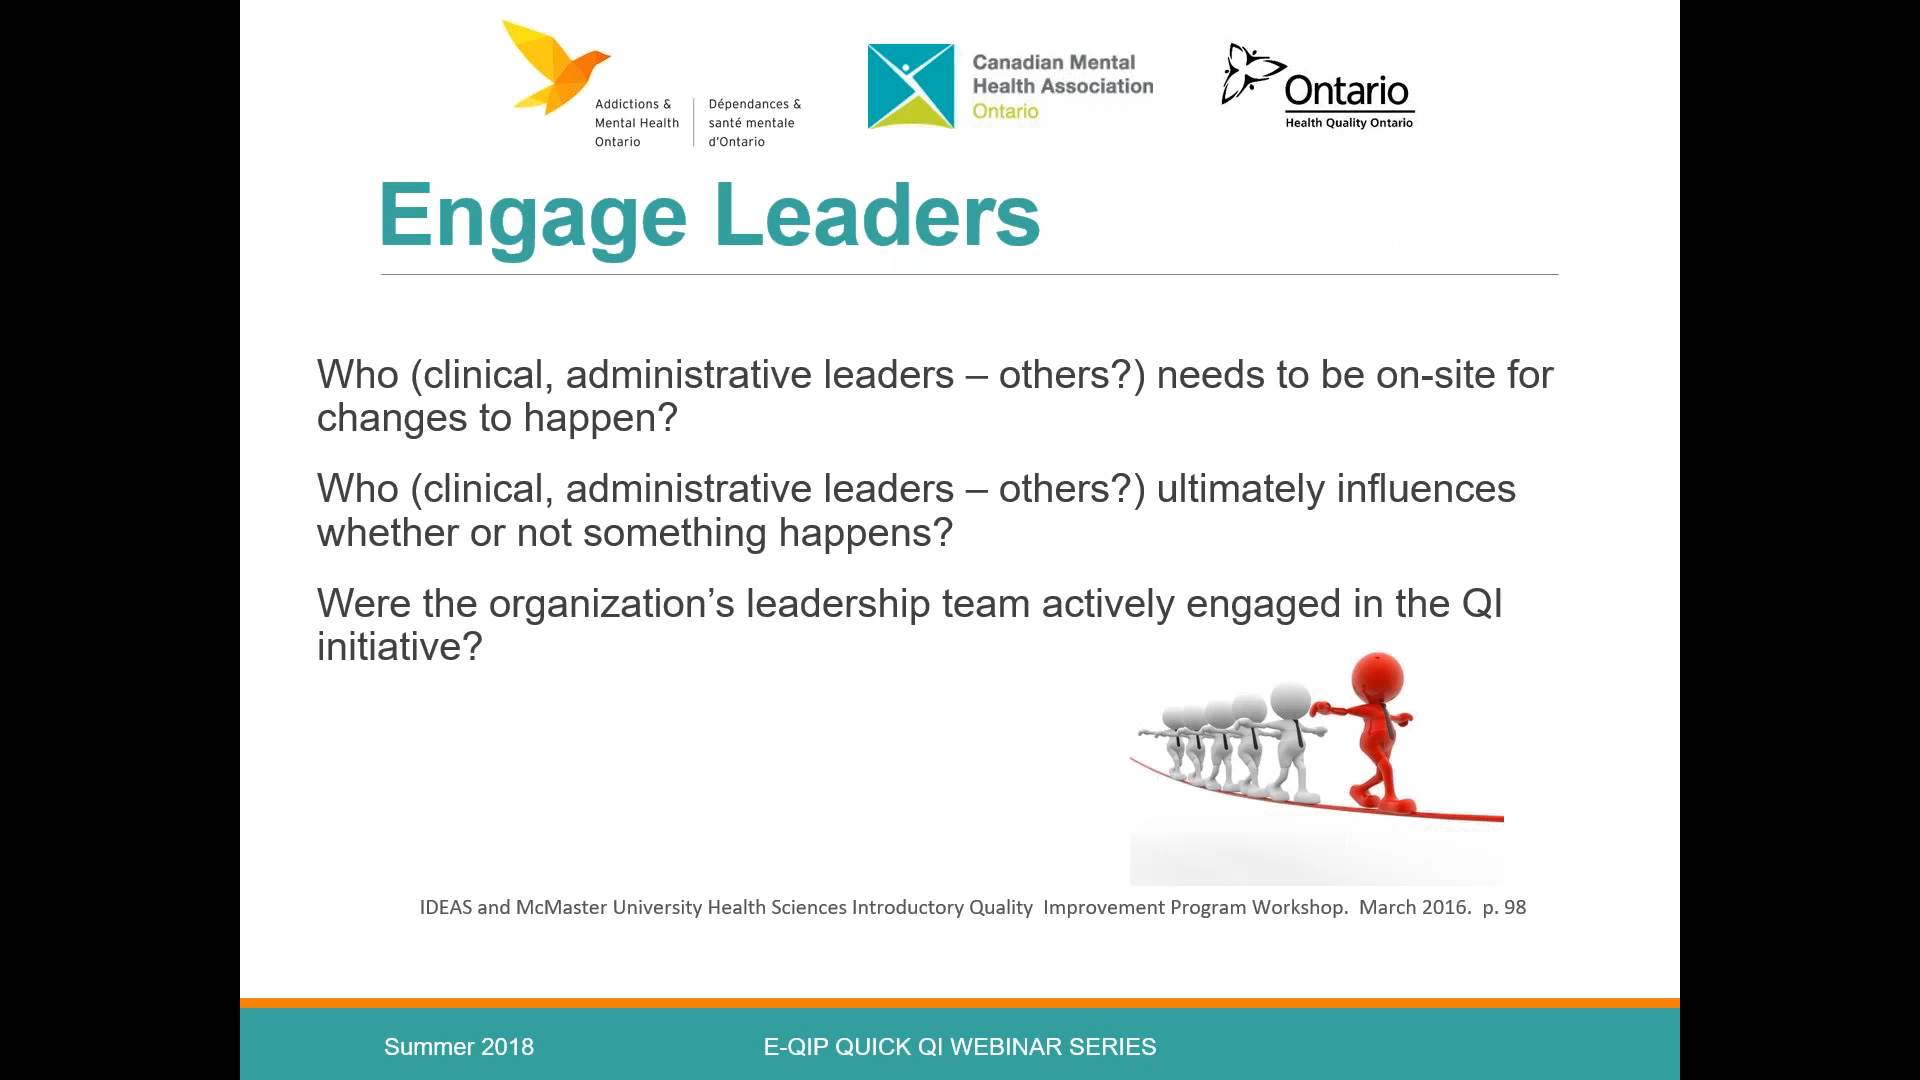 Addictions &
Mental Health
Ontario
Dépendances &
santé mentale
d'Ontario
Canadian Mental
Health Association
Ontario
Ontario
Health Quality Ontario
Engage Leaders
Who (clinical, administrative leaders – others?) needs to be on-site for
changes to happen?
Who (clinical, administrative leaders – others?) ultimately influences
whether or not something happens?
Were the organization’s leadership team actively engaged in the QI
initiative?
IDEAS and McMaster University Health Sciences Introductory Quality  Improvement Program Workshop.  March 2016.  p. 98
Summer 2018
E-QIP QUICK QI WEBINAR SERIES